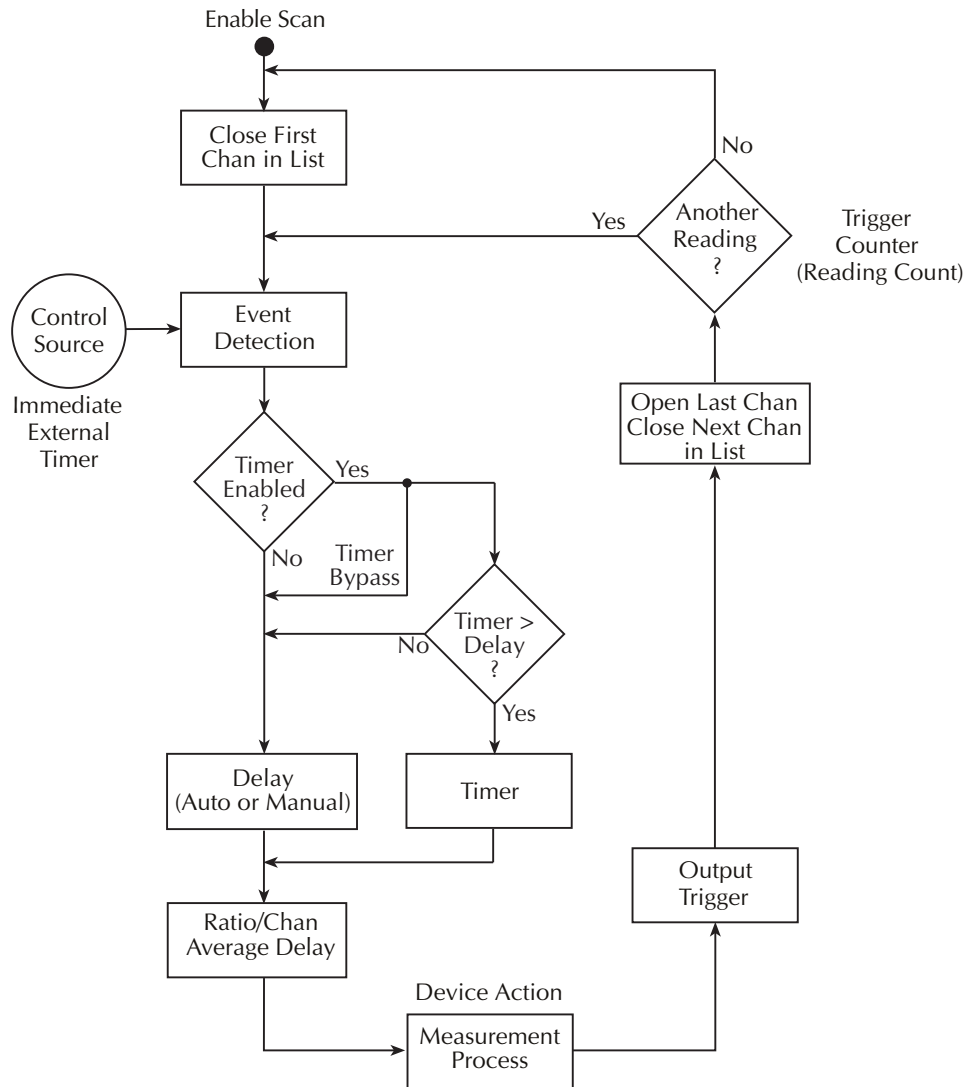 Enable Scan
Close First
Chan in List
No
Yes
Another
Reading
?
Trigger
Counter
(Reading Count)
Control
Source
Event
Detection
Immediate
External
Timer
Open Last Chan
Close Next Chan
in List
Timer
Enabled
?
Yes
No
Timer
Bypass
Timer >
Delay
?
No
Yes
Delay
(Auto or Manual)
Timer
Output
Trigger
Ratio/Chan
Average Delay
Device Action
Measurement
Process